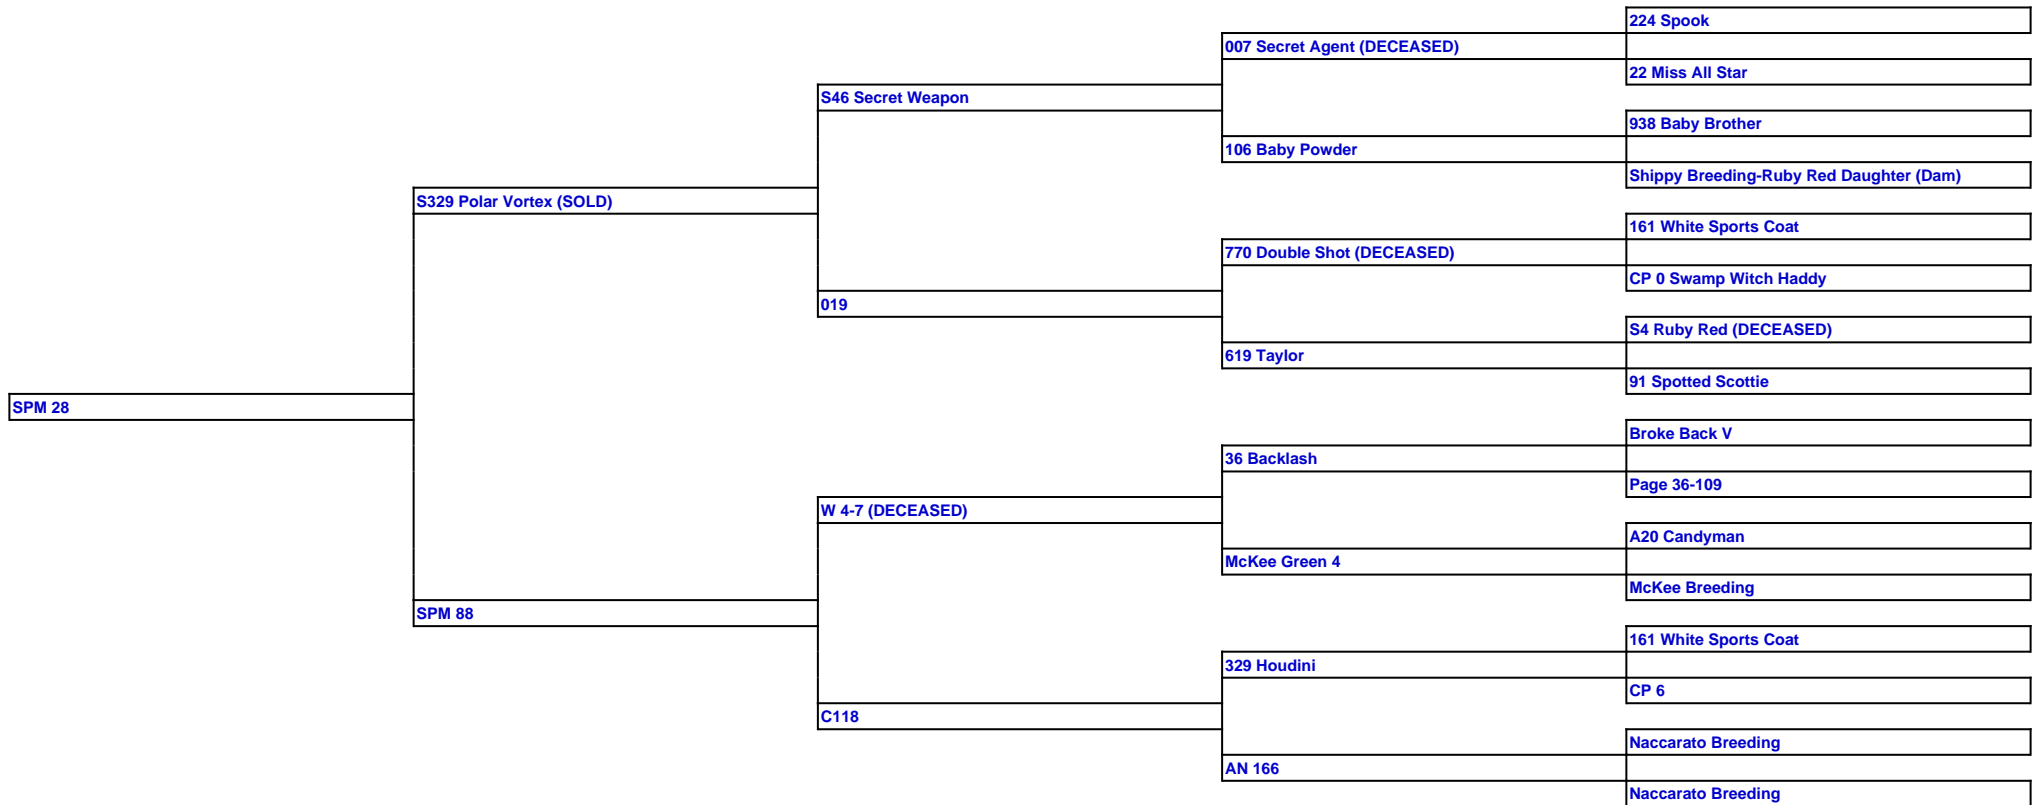 224 Spook
007 Secret Agent (DECEASED)
22 Miss All Star
S46 Secret Weapon
938 Baby Brother
106 Baby Powder
Shippy Breeding-Ruby Red Daughter (Dam)
S329 Polar Vortex (SOLD)
161 White Sports Coat
770 Double Shot (DECEASED)
CP 0 Swamp Witch Haddy
019
S4 Ruby Red (DECEASED)
619 Taylor
91 Spotted Scottie
SPM 28
Broke Back V
36 Backlash
Page 36-109
W 4-7 (DECEASED)
A20 Candyman
McKee Green 4
McKee Breeding
SPM 88
161 White Sports Coat
329 Houdini
CP 6
C118
Naccarato Breeding
AN 166
Naccarato Breeding